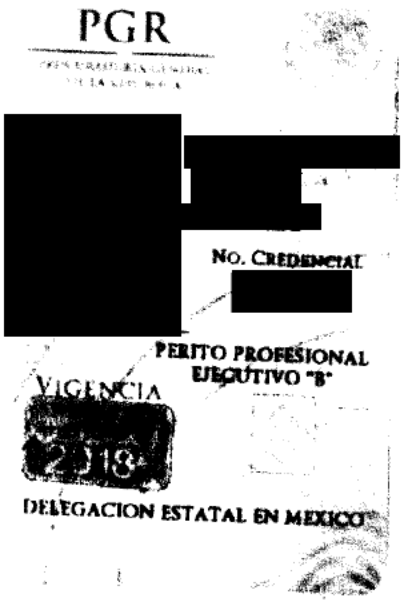 PGR
No. CREDENCIAL
PERITO PROFESIONAL
EJECUTIVO "B"
VIGENCIA
2018
DELEGACION ESTATAL EN MEXICO